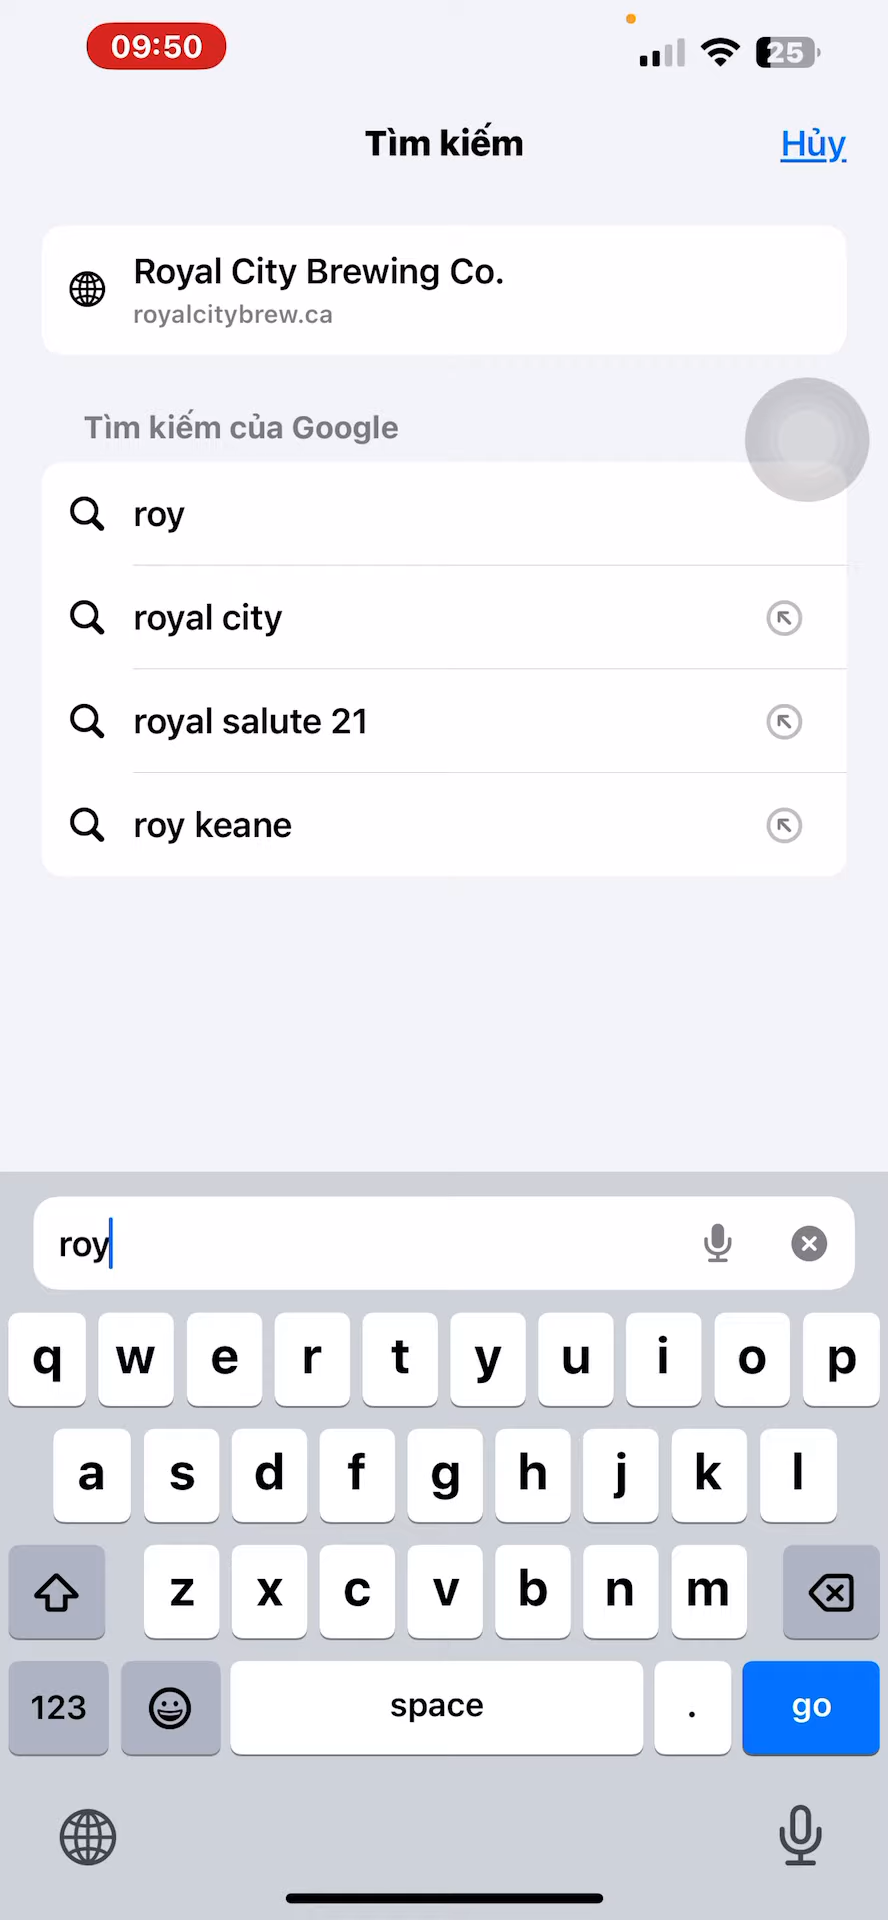 09:50
25
Tìm kiếm
Hủy
Royal City Brewing Co.
royalcitybrew.ca
Tìm kiếm của Google
roy
royal city
royal salute 21
roy keane
roy
q w e r t y u i o p
a s d f g h j k l
z x c v b n m
123 space . go